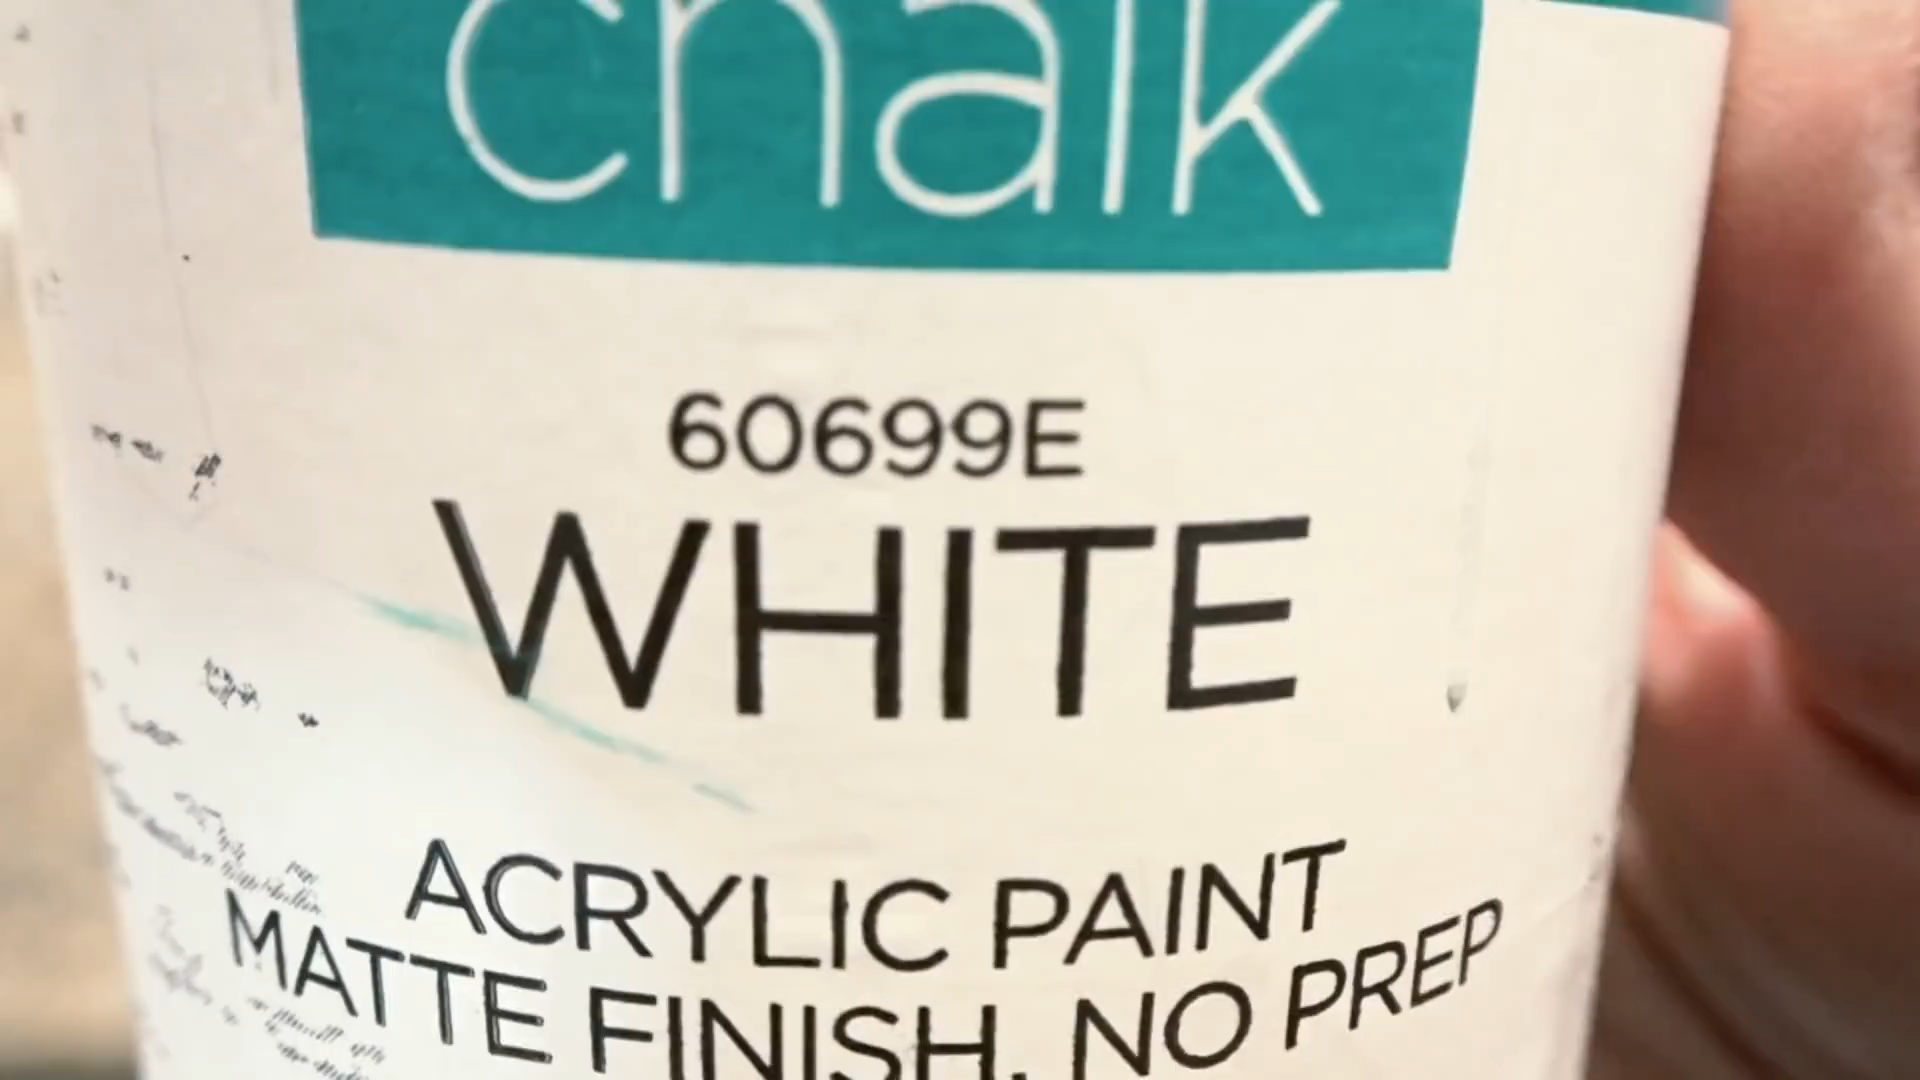 chalk
60699E
WHITE
ACRYLIC PAINT
MATTE FINISH, NO PREP